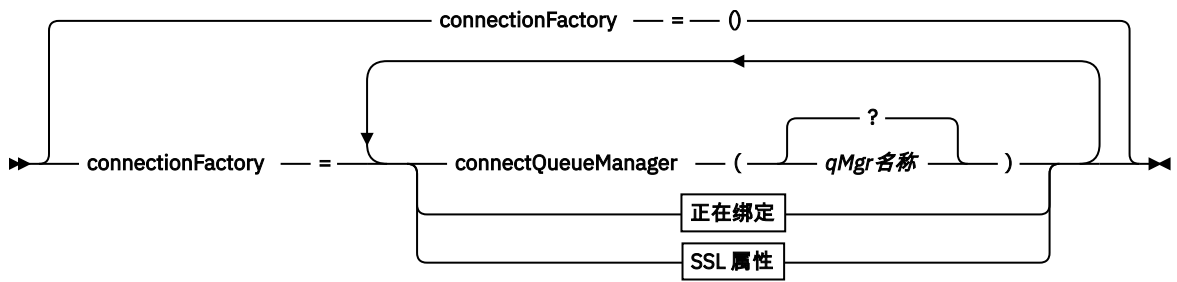 connectionFactory = ()
?
connectionFactory = connectQueueManager ( qMgr名称 )
正在绑定
SSL 属性